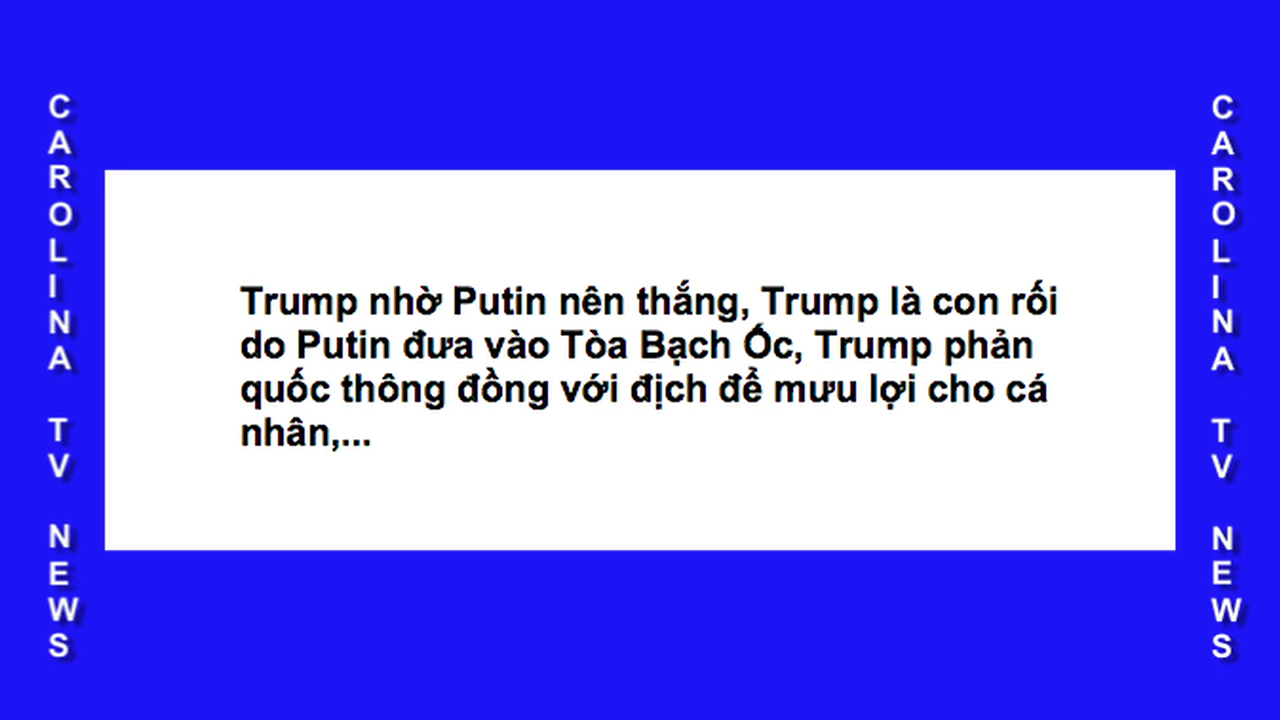 CAROLINA TV NEWS
Trump nhờ Putin nên thắng, Trump là con rối
do Putin đưa vào Tòa Bạch Ốc, Trump phản
quốc thông đồng với địch để mưu lợi cho cá
nhân,...
CAROLINA TV NEWS